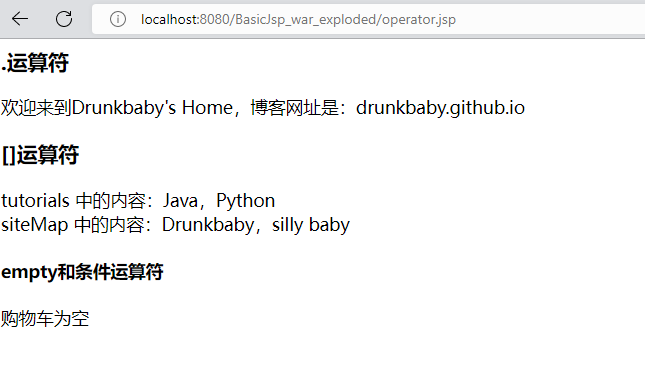 localhost:8080/BasicJsp_war_exploded/operator.jsp
.运算符
欢迎来到Drunkbaby's Home，博客网址是：drunkbaby.github.io
[]运算符
tutorials 中的内容：Java，Python
siteMap 中的内容：Drunkbaby，silly baby
empty和条件运算符
购物车为空